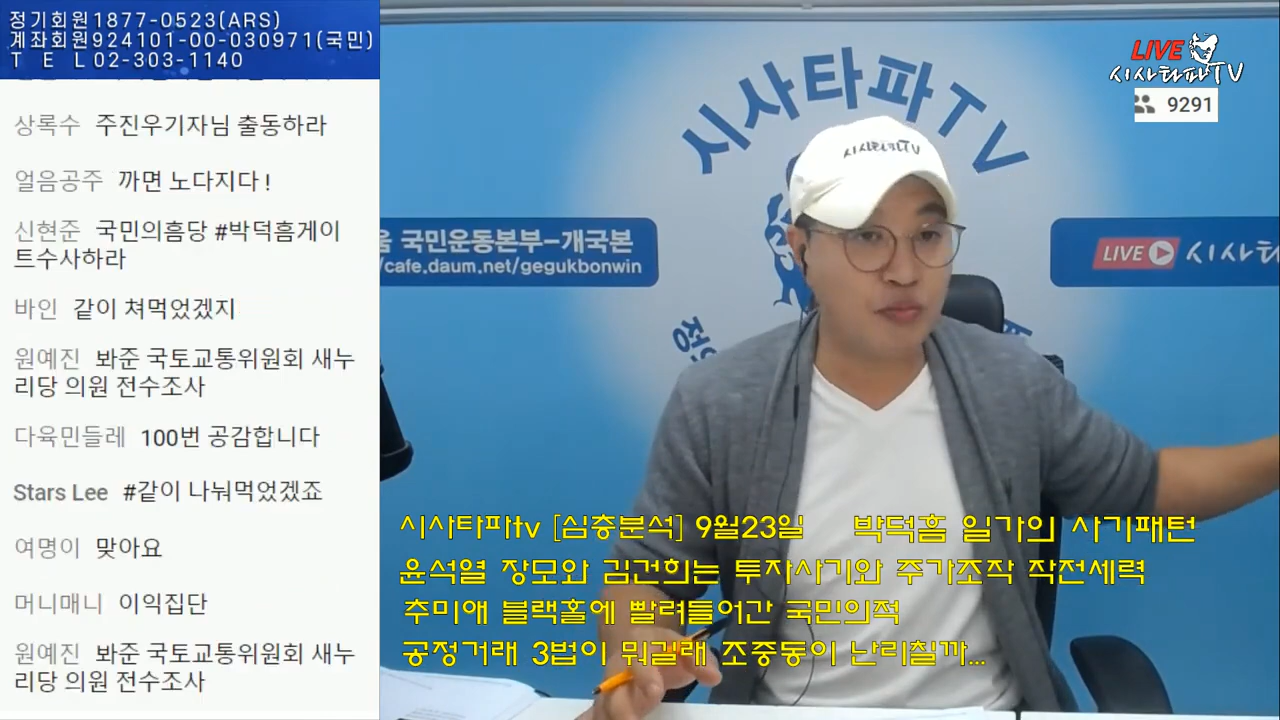 정기회원1877-0523(ARS)
계좌회원924101-00-030971(국민)
T E L 02-303-1140
상록수 주진우기자님 출동하라
얼음공주 까면 노다지다 !
신현준 국민의흠당 #박덕흠게이
트수사하라
바인 같이 쳐먹었겠지
원예진 봐준 국토교통위원회 새누
리당 의원 전수조사
다육민들레 100번 공감합니다
Stars Lee #같이 나눠먹었겠죠
여명이 맞아요
머니매니 이익집단
원예진 봐준 국토교통위원회 새누
리당 의원 전수조사
LIVE
시사타파TV
9291
시사타파TV
시사타파TV
국민운동본부-개국본
/cafe.daum.net/gegukbonwin
LIVE 시사타
시사타파tv [심층분석] 9월23일 박덕흠 일가의 사기패턴
윤석열 장모와 김건희는 투자사기와 주가조작 작전세력
추미애 블랙홀에 빨려들어간 국민의적
공정거래 3법이 뭐길래 조중동이 난리칠까...